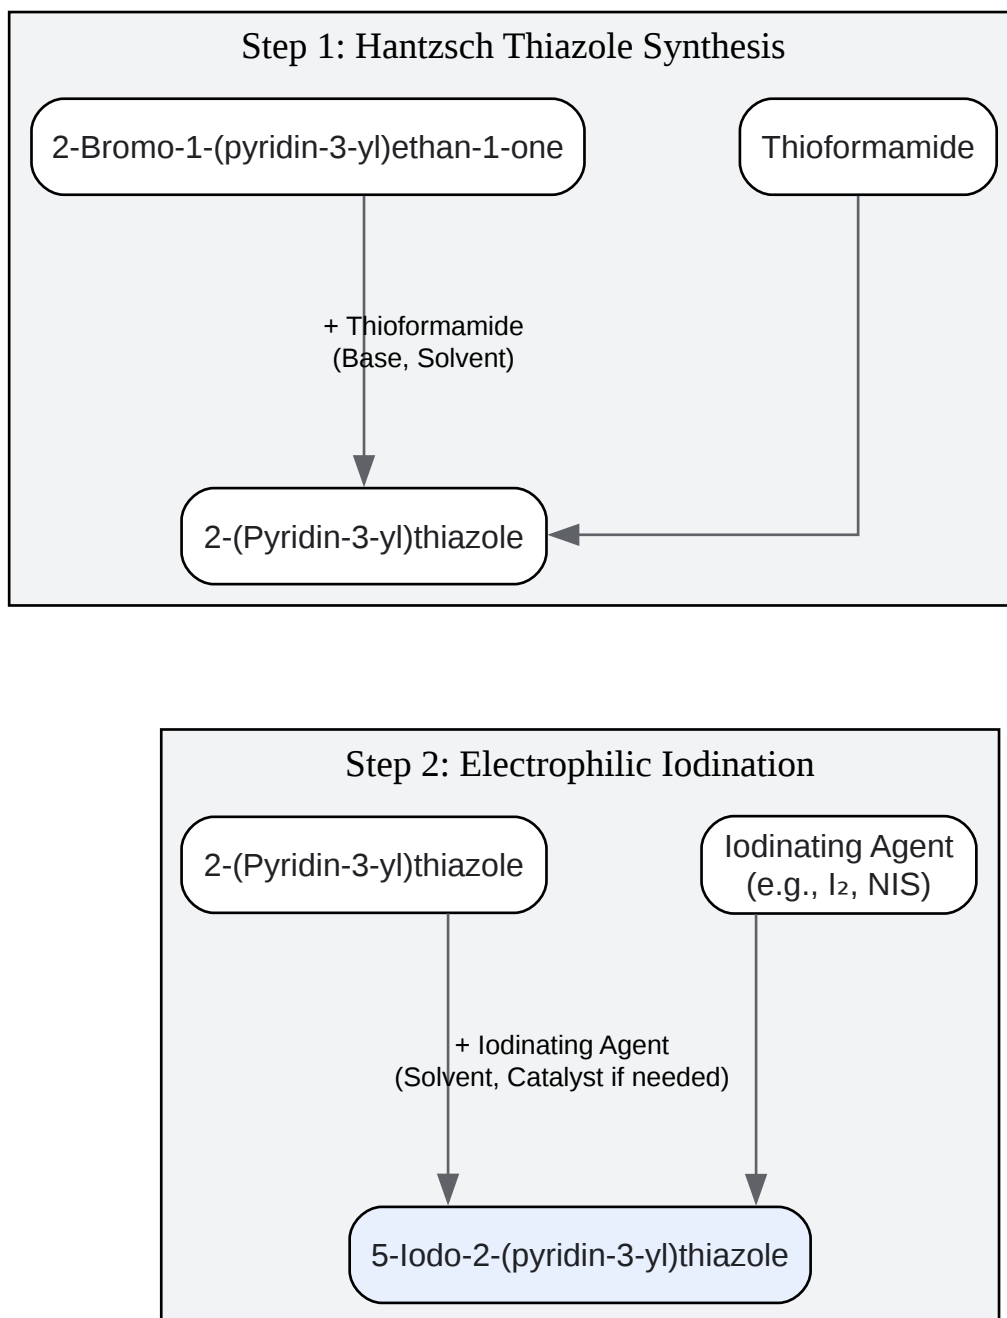 Step 1: Hantzsch Thiazole Synthesis
2-Bromo-1-(pyridin-3-yl)ethan-1-one
Thioformamide
+ Thioformamide
(Base, Solvent)
2-(Pyridin-3-yl)thiazole
Step 2: Electrophilic Iodination
2-(Pyridin-3-yl)thiazole
Iodinating Agent
(e.g., I₂, NIS)
+ Iodinating Agent
(Solvent, Catalyst if needed)
5-Iodo-2-(pyridin-3-yl)thiazole